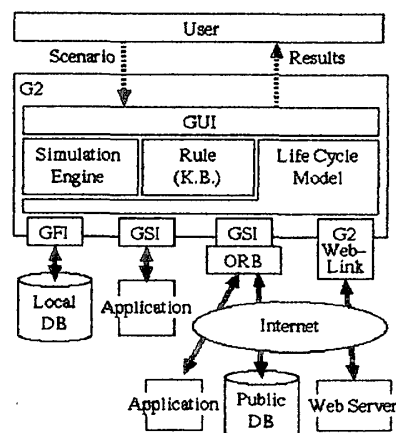 User
Scenario
Results
G2
GUI
Simulation
Engine
Rule
(K.B.)
Life Cycle
Model
GFI
GSI
GSI
G2
Web-
Link
ORB
Local
DB
Application
Internet
Application
Public
DB
Web Server